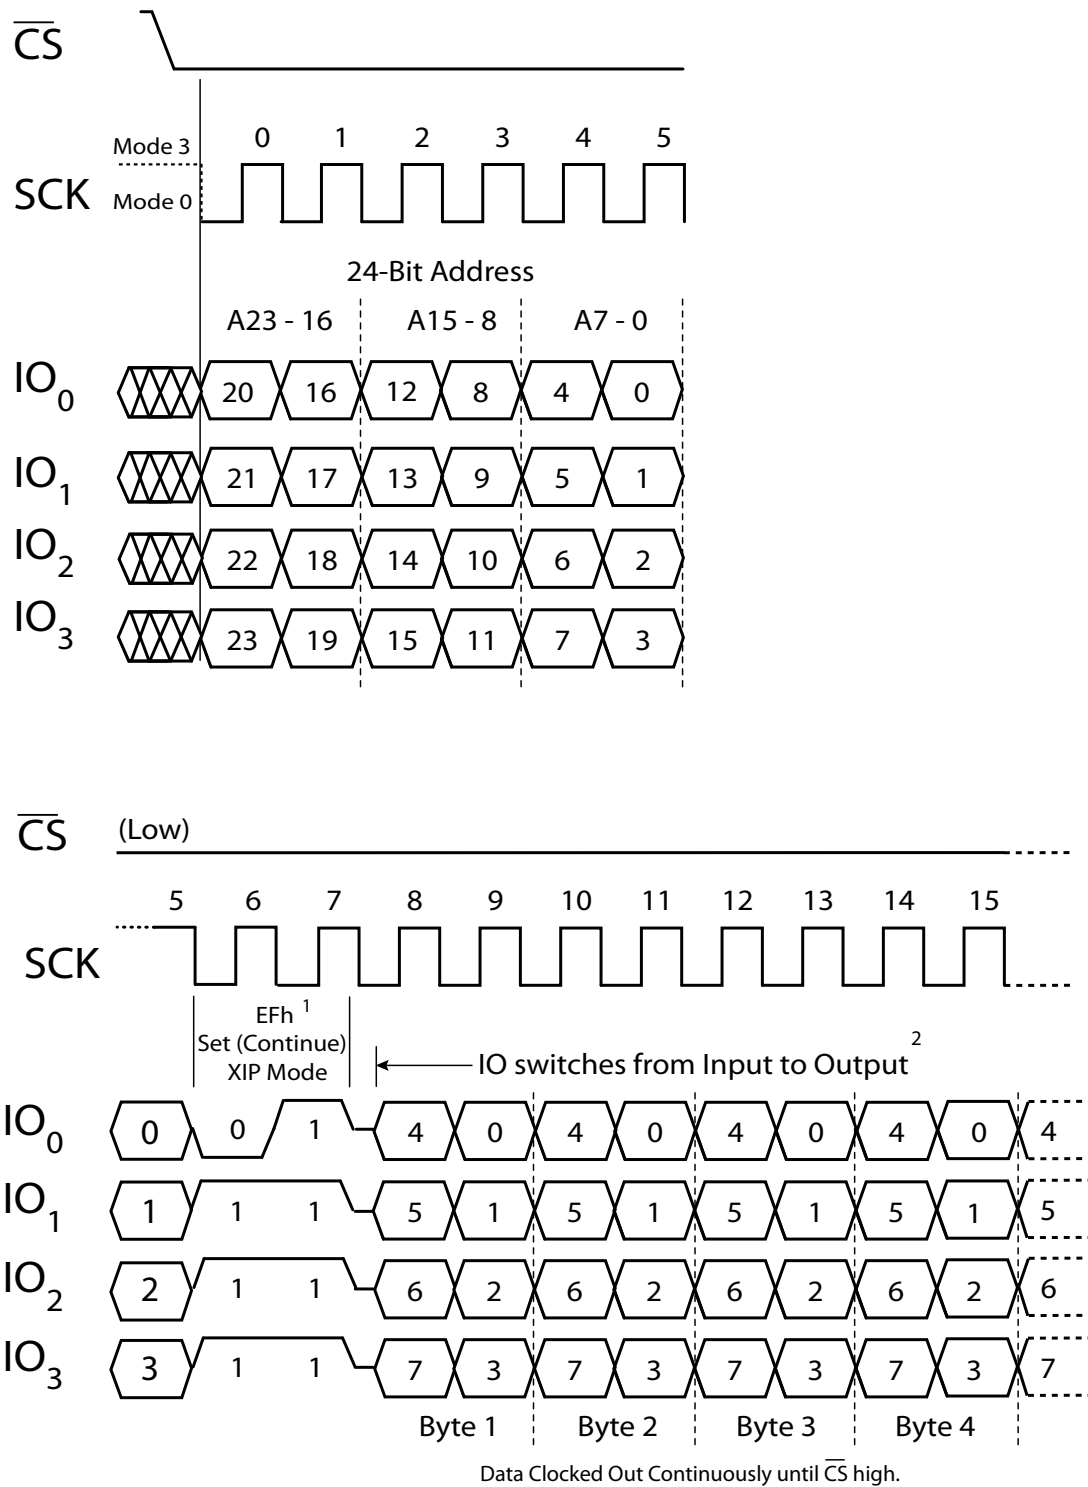 CS
0 1 2 3 4 5
Mode 3
SCK Mode 0
24-Bit Address
A23 - 16 A15 - 8 A7 - 0
IO0 20 16 12 8 4 0
IO1 21 17 13 9 5 1
IO2 22 18 14 10 6 2
IO3 23 19 15 11 7 3
CS (Low)
5 6 7 8 9 10 11 12 13 14 15
SCK
EFh 1
Set (Continue)
XIP Mode
IO switches from Input to Output 2
IO0 0 0 1 4 0 4 0 4 0 4 0 4
IO1 1 1 1 5 1 5 1 5 1 5 1 5
IO2 2 1 1 6 2 6 2 6 2 6 2 6
IO3 3 1 1 7 3 7 3 7 3 7 3 7
Byte 1 Byte 2 Byte 3 Byte 4
Data Clocked Out Continuously until CS high.